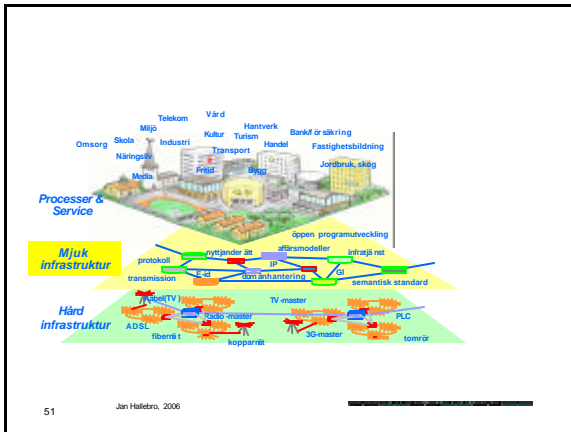 Vård
Telekom
Miljö
Hantverk
Kultur Turism
Bank/försäkring
Omsorg
Skola
Industri
Handel
Fastighetsbildning
Näringsliv
Transport
Jordbruk, skog
Media
Fritid
Bygg
Processer &
Service
öppen programutveckling
Mjuk
infrastruktur
nyttjanderätt
affärsmodeller
infratjänst
protokoll
IP
transmission
E-id
domänhantering
GI
semantisk standard
Hård
infrastruktur
Kabel(TV)
TV-master
ADSL
Radio-master
PLC
fibernät
kopparnät
3G-master
tomrör
51
Jan Hallebro, 2006